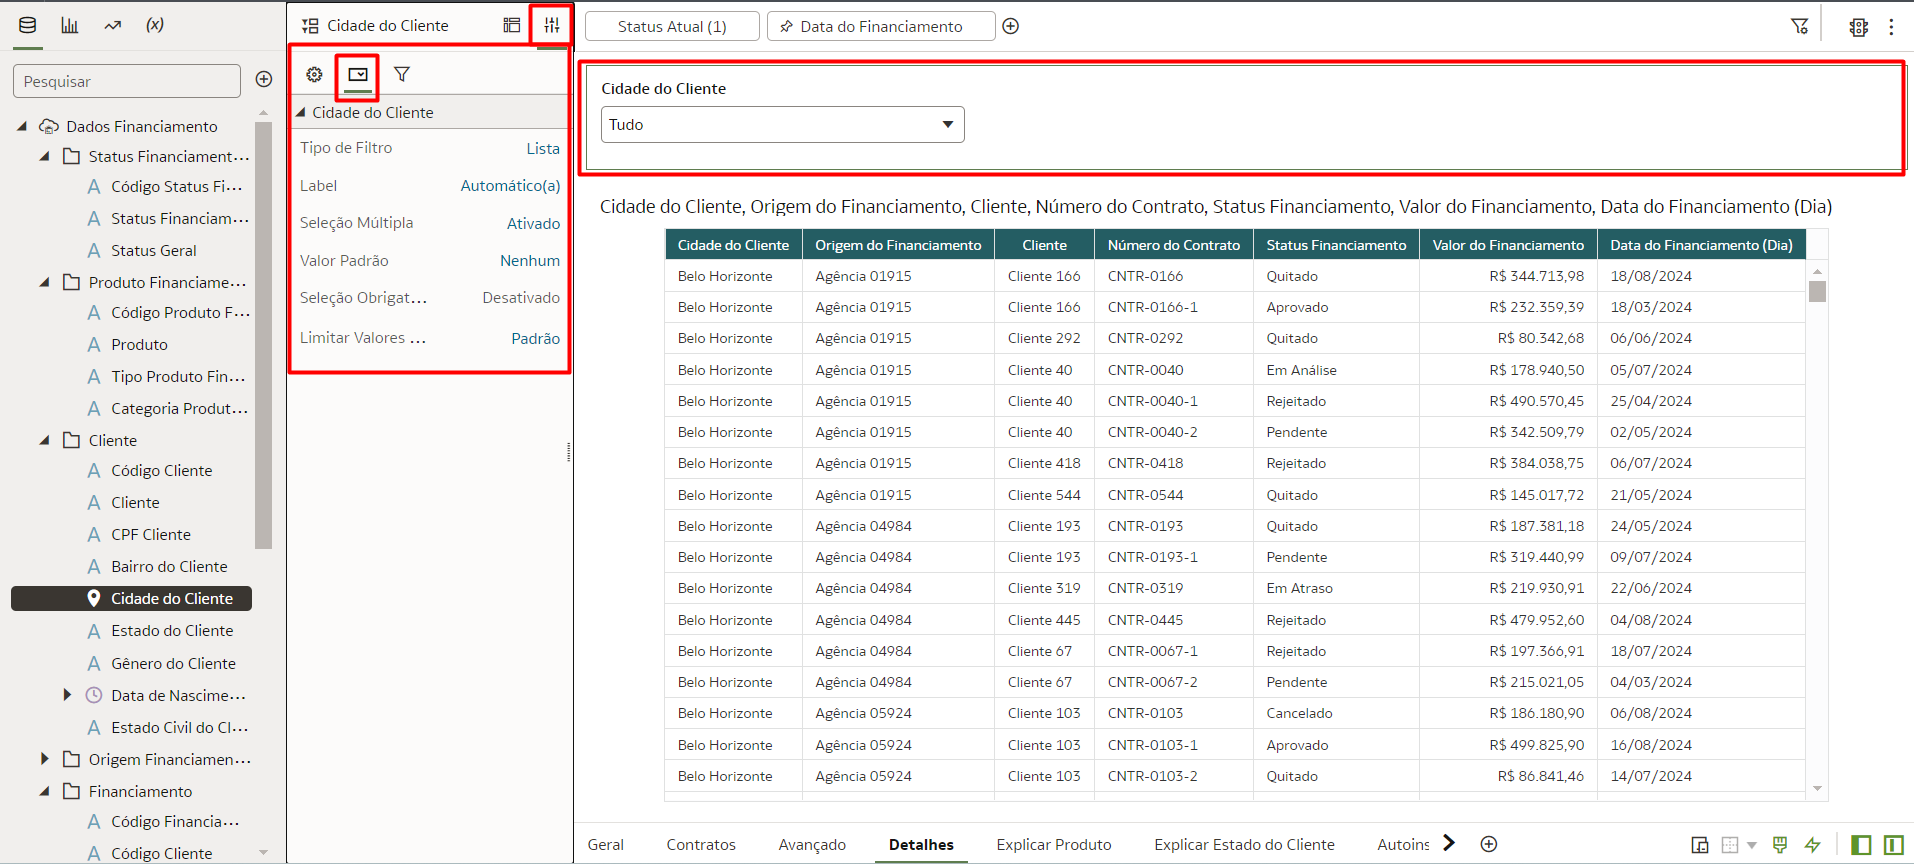 (x)
Pesquisar
Dados Financiamento
Status Financiament...
Código Status Fi...
Status Financiam...
Status Geral
Produto Financiame...
Código Produto F...
Produto
Tipo Produto Fin...
Categoria Produt...
Cliente
Código Cliente
Cliente
CPF Cliente
Bairro do Cliente
Cidade do Cliente
Estado do Cliente
Gênero do Cliente
Data de Nascime...
Estado Civil do Cl...
Origem Financiamen...
Financiamento
Código Financia...
Código Cliente
Cidade do Cliente
Cidade do Cliente
Tipo de Filtro Lista
Label Automático(a)
Seleção Múltipla Ativado
Valor Padrão Nenhum
Seleção Obrigat... Desativado
Limitar Valores ... Padrão
Status Atual (1) Data do Financiamento
Cidade do Cliente
Tudo
Cidade do Cliente, Origem do Financiamento, Cliente, Número do Contrato, Status Financiamento, Valor do Financiamento, Data do Financiamento (Dia)
Cidade do Cliente Origem do Financiamento Cliente Número do Contrato Status Financiamento Valor do Financiamento Data do Financiamento (Dia)
Belo Horizonte Agência 01915 Cliente 166 CNTR-0166 Quitado R$ 344.713,98 18/08/2024
Belo Horizonte Agência 01915 Cliente 166 CNTR-0166-1 Aprovado R$ 232.359,39 18/03/2024
Belo Horizonte Agência 01915 Cliente 292 CNTR-0292 Quitado R$ 80.342,68 06/06/2024
Belo Horizonte Agência 01915 Cliente 40 CNTR-0040 Em Análise R$ 178.940,50 05/07/2024
Belo Horizonte Agência 01915 Cliente 40 CNTR-0040-1 Rejeitado R$ 490.570,45 25/04/2024
Belo Horizonte Agência 01915 Cliente 40 CNTR-0040-2 Pendente R$ 342.509,79 02/05/2024
Belo Horizonte Agência 01915 Cliente 418 CNTR-0418 Rejeitado R$ 384.038,75 06/07/2024
Belo Horizonte Agência 01915 Cliente 544 CNTR-0544 Quitado R$ 145.017,72 21/05/2024
Belo Horizonte Agência 04984 Cliente 193 CNTR-0193 Quitado R$ 187.381,18 24/05/2024
Belo Horizonte Agência 04984 Cliente 193 CNTR-0193-1 Pendente R$ 319.440,99 09/07/2024
Belo Horizonte Agência 04984 Cliente 319 CNTR-0319 Em Atraso R$ 219.930,91 22/06/2024
Belo Horizonte Agência 04984 Cliente 445 CNTR-0445 Rejeitado R$ 479.952,60 04/08/2024
Belo Horizonte Agência 04984 Cliente 67 CNTR-0067-1 Rejeitado R$ 197.366,91 18/07/2024
Belo Horizonte Agência 04984 Cliente 67 CNTR-0067-2 Pendente R$ 215.021,05 04/03/2024
Belo Horizonte Agência 05924 Cliente 103 CNTR-0103 Cancelado R$ 186.180,90 06/08/2024
Belo Horizonte Agência 05924 Cliente 103 CNTR-0103-1 Aprovado R$ 499.825,90 16/08/2024
Belo Horizonte Agência 05924 Cliente 103 CNTR-0103-2 Quitado R$ 86.841,46 14/07/2024
Geral Contratos Avançado Detalhes Explicar Produto Explicar Estado do Cliente Autoins